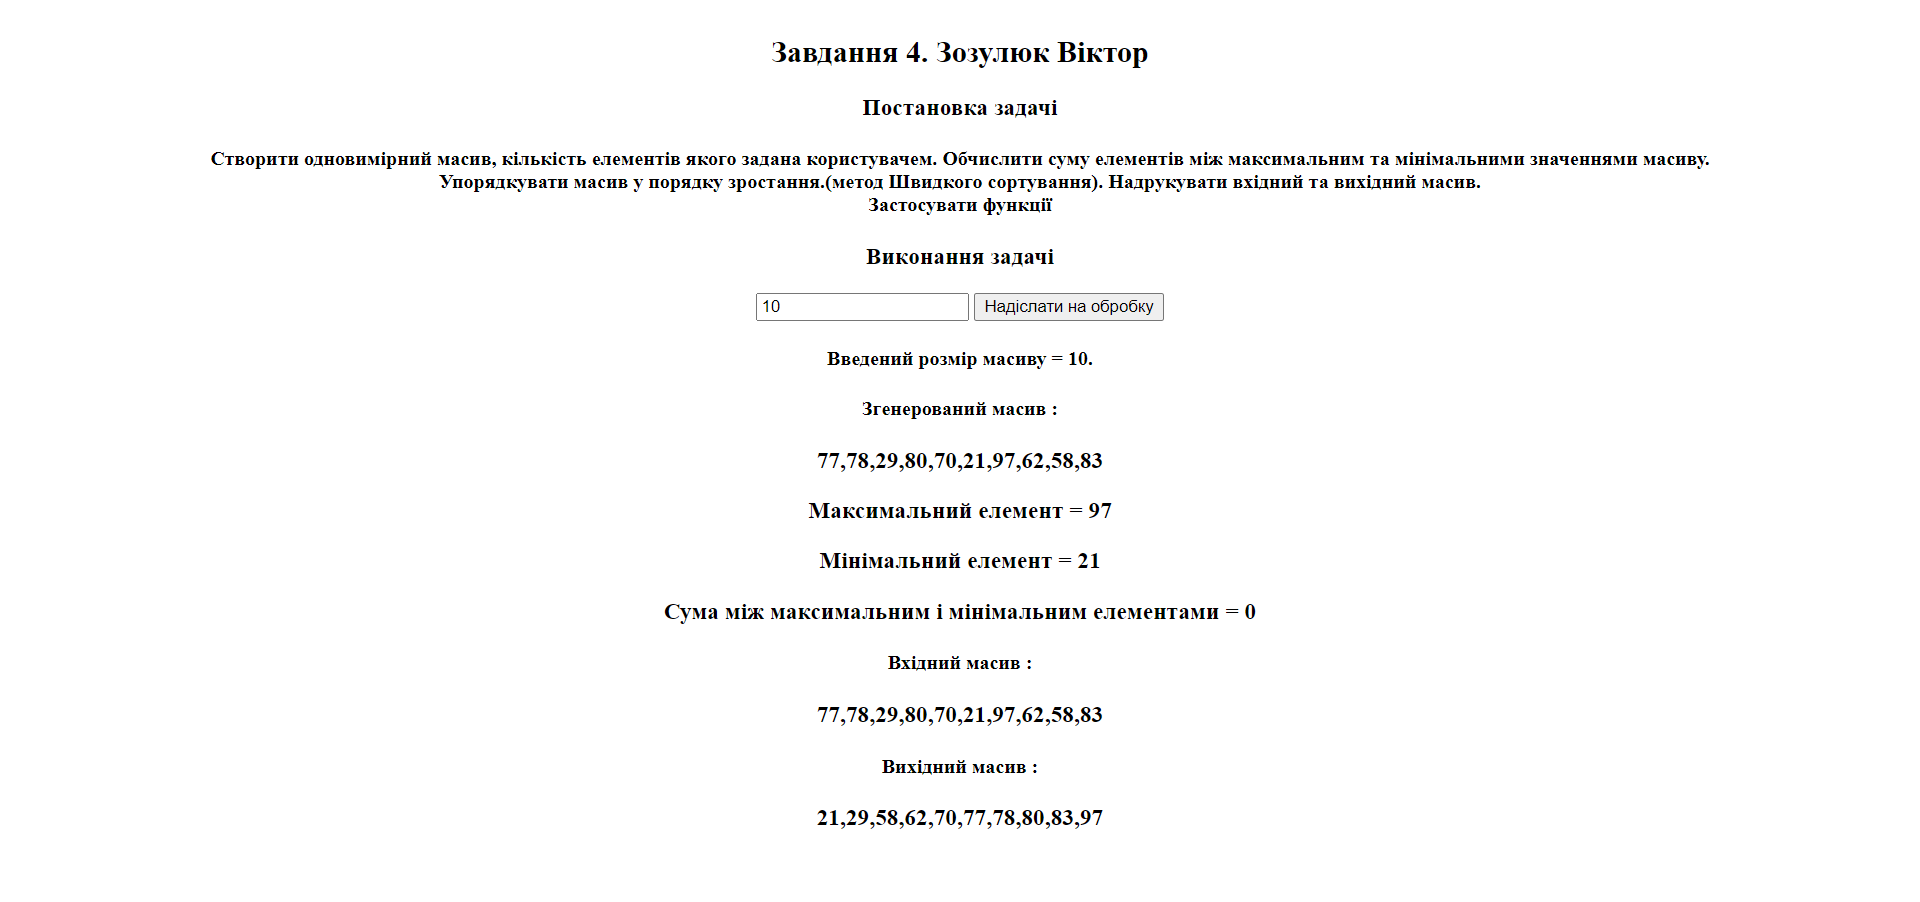 Завдання 4. Зозулюк Віктор
Постановка задачі
Створити одновимірний масив, кількість елементів якого задана користувачем. Обчислити суму елементів між максимальним та мінімальними значеннями масиву.
Упорядкувати масив у порядку зростання.(метод Швидкого сортування). Надрукувати вхідний та вихідний масив.
Застосувати функції
Виконання задачі
10 Надіслати на обробку
Введений розмір масиву = 10.
Згенерований масив :
77,78,29,80,70,21,97,62,58,83
Максимальний елемент = 97
Мінімальний елемент = 21
Сума між максимальним і мінімальним елементами = 0
Вхідний масив :
77,78,29,80,70,21,97,62,58,83
Вихідний масив :
21,29,58,62,70,77,78,80,83,97